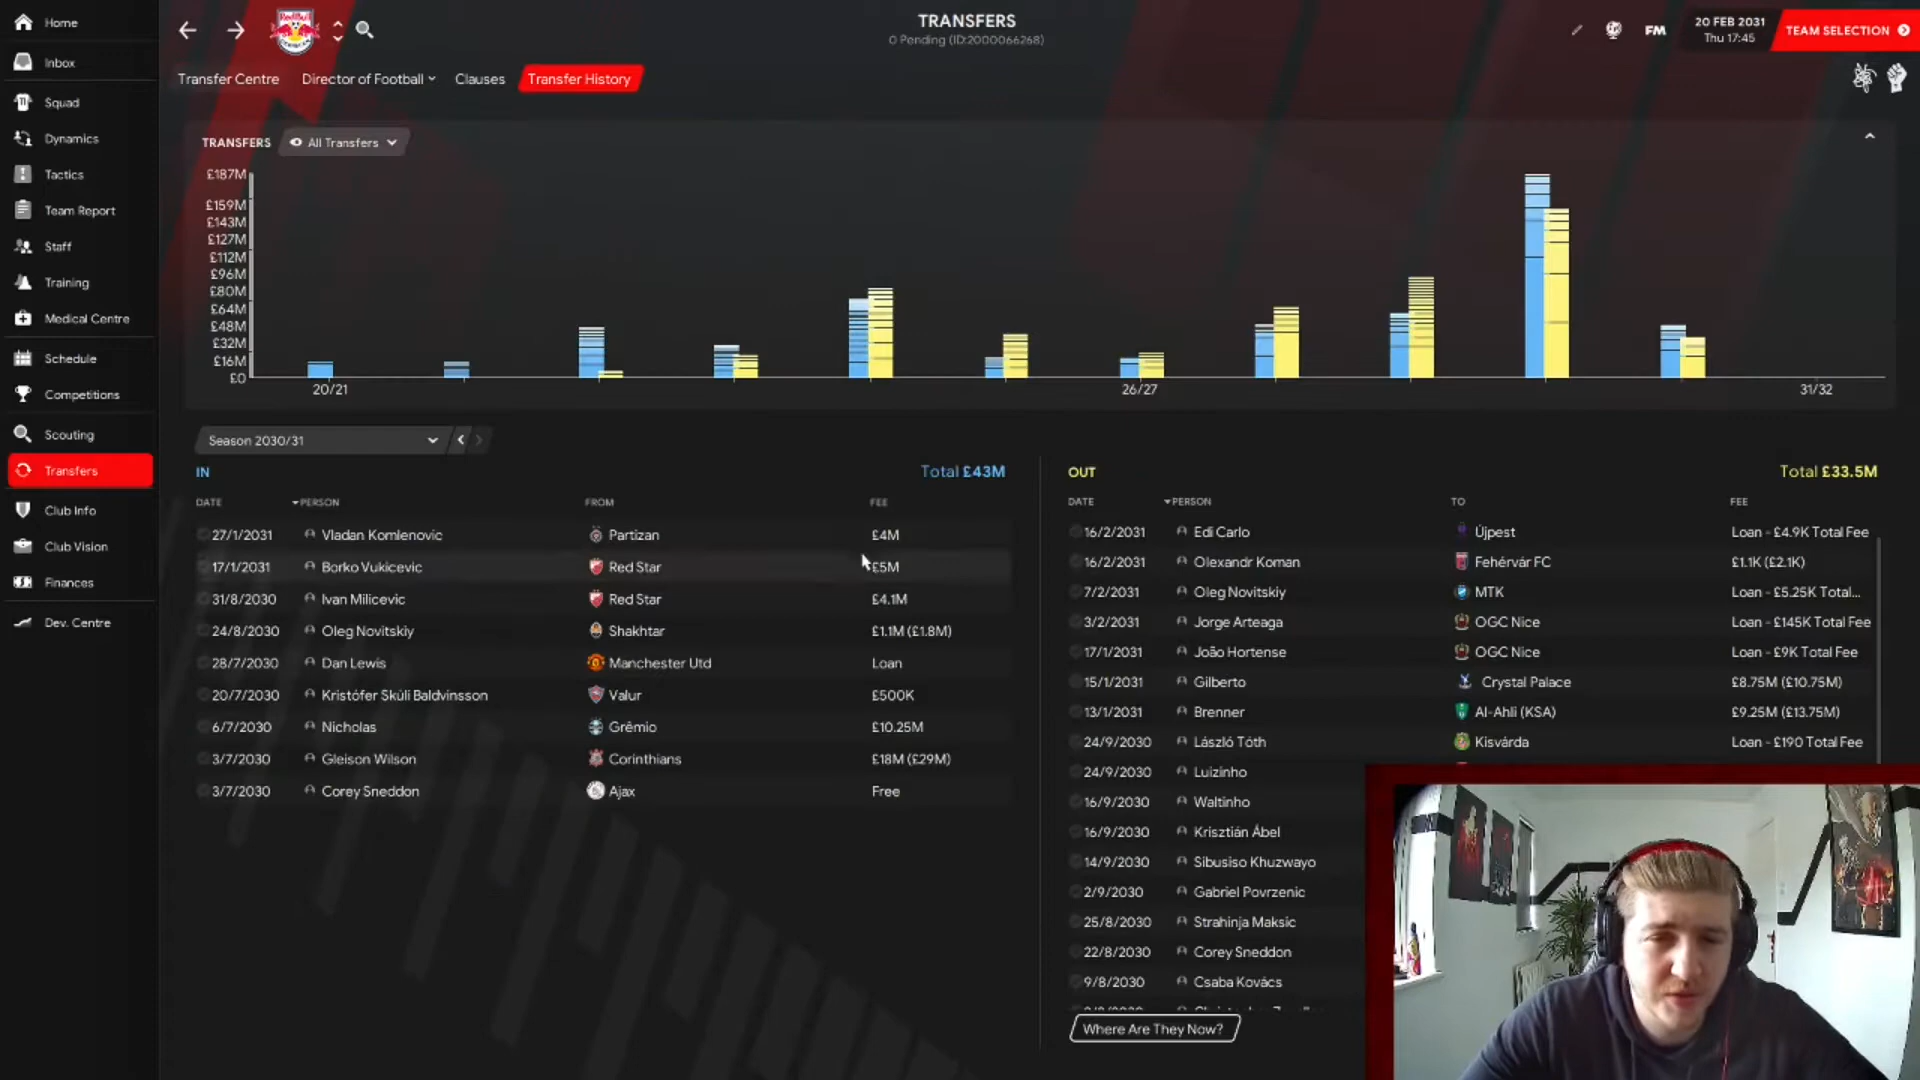 Home
Inbox
Squad
Dynamics
Tactics
Team Report
Staff
Training
Medical Centre
Schedule
Competitions
Scouting
Transfers
Club Info
Club Vision
Finances
Dev. Centre
TRANSFERS
0 Pending (ID:2000066268)
FM
20 FEB 2031
Thu 17:45
TEAM SELECTION
Transfer Centre Director of Football Clauses Transfer History
TRANSFERS All Transfers
£187M
£159M
£143M
£127M
£112M
£96M
£80M
£64M
£48M
£32M
£16M
£0
20/21 26/27 31/32
Season 2030/31
IN Total £43M
DATE PERSON FROM FEE
27/1/2031 Vladan Komlenovic Partizan £4M
17/1/2031 Borko Vukicevic Red Star £5M
31/8/2030 Ivan Milicevic Red Star £4.1M
24/8/2030 Oleg Novitskiy Shakhtar £1.1M (£1.8M)
28/7/2030 Dan Lewis Manchester Utd Loan
20/7/2030 Kristófer Skúli Baldvinsson Valur £500K
6/7/2030 Nicholas Grêmio £10.25M
3/7/2030 Gleison Wilson Corinthians £18M (£29M)
3/7/2030 Corey Sneddon Ajax Free
OUT Total £33.5M
DATE PERSON TO FEE
16/2/2031 Edi Carlo Újpest Loan - £4.9K Total Fee
16/2/2031 Olexandr Koman Fehérvár FC £1.1K (£2.1K)
7/2/2031 Oleg Novitskiy MTK Loan - £5.25K Total...
3/2/2031 Jorge Arteaga OGC Nice Loan - £145K Total Fee
17/1/2031 João Hortense OGC Nice Loan - £9K Total Fee
15/1/2031 Gilberto Crystal Palace £8.75M (£10.75M)
13/1/2031 Brenner Al-Ahli (KSA) £9.25M (£13.75M)
24/9/2030 László Tóth Kisvárda Loan - £190 Total Fee
24/9/2030 Luizinho
16/9/2030 Waltinho
16/9/2030 Krisztián Ábel
14/9/2030 Sibusiso Khuzwayo
2/9/2030 Gabriel Povrzenic
25/8/2030 Strahinja Maksic
22/8/2030 Corey Sneddon
9/8/2030 Csaba Kovács
Where Are They Now?